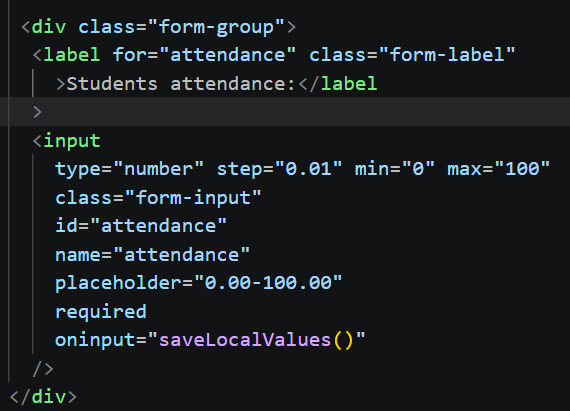 <div class="form-group">
<label for="attendance" class="form-label"
>Students attendance:</label
>
<input
type="number" step="0.01" min="0" max="100"
class="form-input"
id="attendance"
name="attendance"
placeholder="0.00-100.00"
required
oninput="saveLocalValues()"
/>
</div>